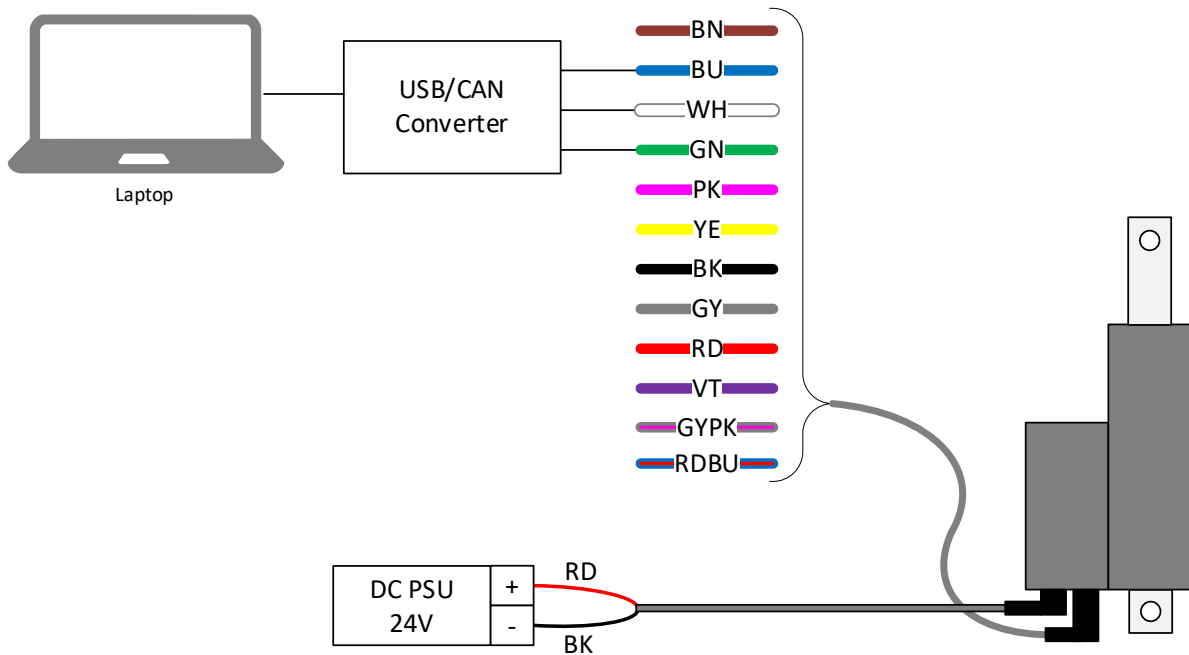 Laptop
USB/CAN
Converter
BN
BU
WH
GN
PK
YE
BK
GY
RD
VT
GYPK
RDBU
DC PSU
24V
+
-
RD
BK